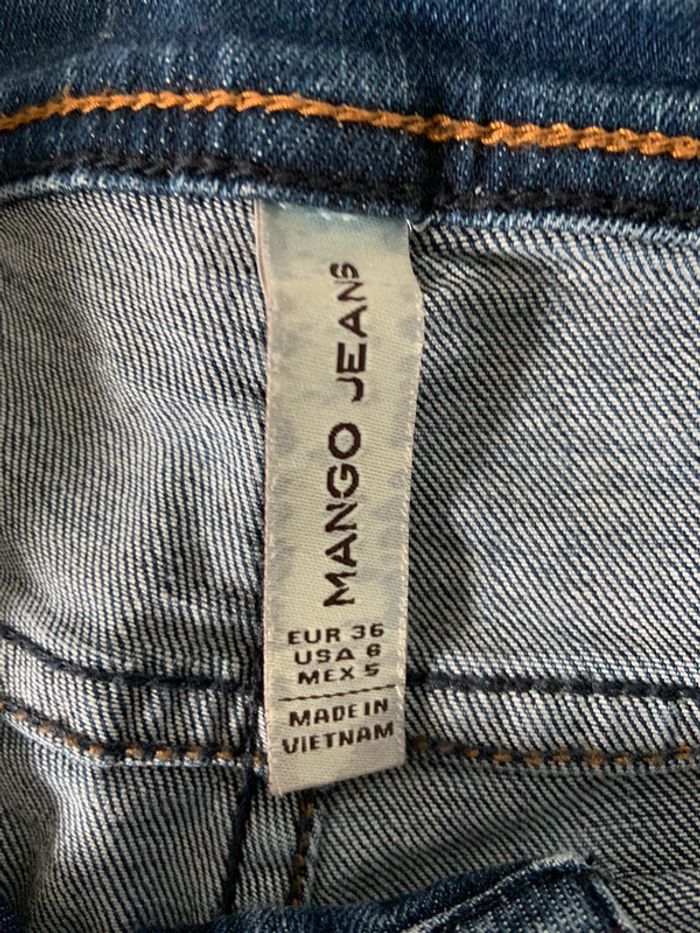 MANGO JEANS
EUR 36
USA 6
MEX 5
MADE IN
VIETNAM